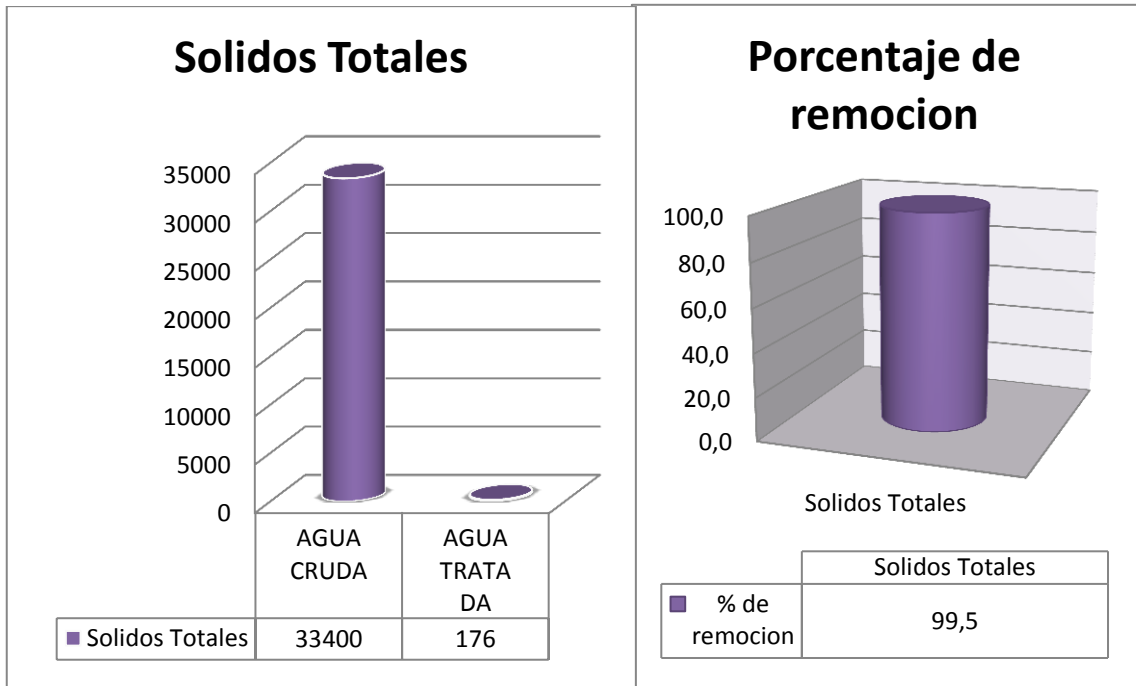 Solidos Totales
35000
30000
25000
20000
15000
10000
5000
0
AGUA
CRUDA
AGUA
TRATA
DA
Solidos Totales
33400
176
Porcentaje de
remocion
100,0
80,0
60,0
40,0
20,0
0,0
Solidos Totales
Solidos Totales
% de
remocion
99,5